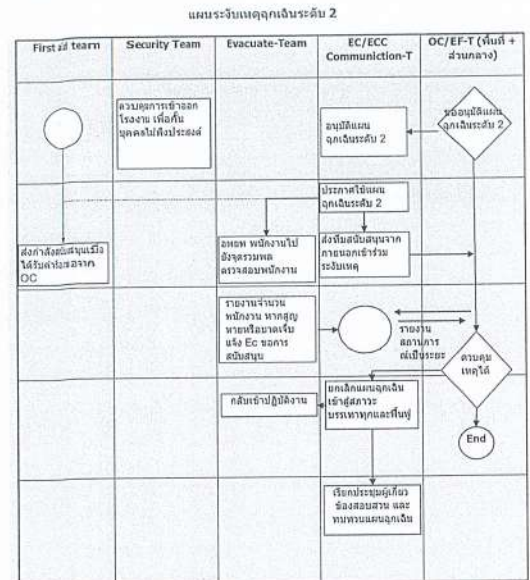 แผนระงับเหตุฉุกเฉินระดับ 2
First aid team
Security Team
Evacuate-Team
EC/ECC
Communiction-T
OC/EF-T (พื้นที่ +
ส่วนกลาง)
ควบคุมการเข้าออก
โรงงาน เพื่อกั้น
บุคคลไม่พึงประสงค์
อนุมัติแผน
ฉุกเฉินระดับ 2
ขออนุมัติแผน
ฉุกเฉินระดับ 2
ประกาศใช้แผน
ฉุกเฉินระดับ 2
ส่งกำลังสนับสนุนเมื่อ
ได้รับคำร้องขอจาก
OC
อพยพ พนักงานไป
ยังจุดรวมพล
ตรวจสอบพนักงาน
ส่งทีมสนับสนุนจาก
ภายนอกเข้าร่วม
ระงับเหตุ
รายงานจำนวน
พนักงาน หากสูญ
หายหรือบาดเจ็บ
แจ้ง Ec ขอการ
สนับสนุน
รายงาน
สถานการ
ณ์เป็นระยะ
ควบคุม
เหตุได้
กลับเข้าปฏิบัติงาน
ยกเลิกแผนฉุกเฉิน
เข้าสู่สภาวะ
บรรเทาทุกและฟื้นฟู
End
เรียกประชุมผู้เกี่ยว
ข้องสอบสวน และ
ทบทวนแผนฉุกเฉิน